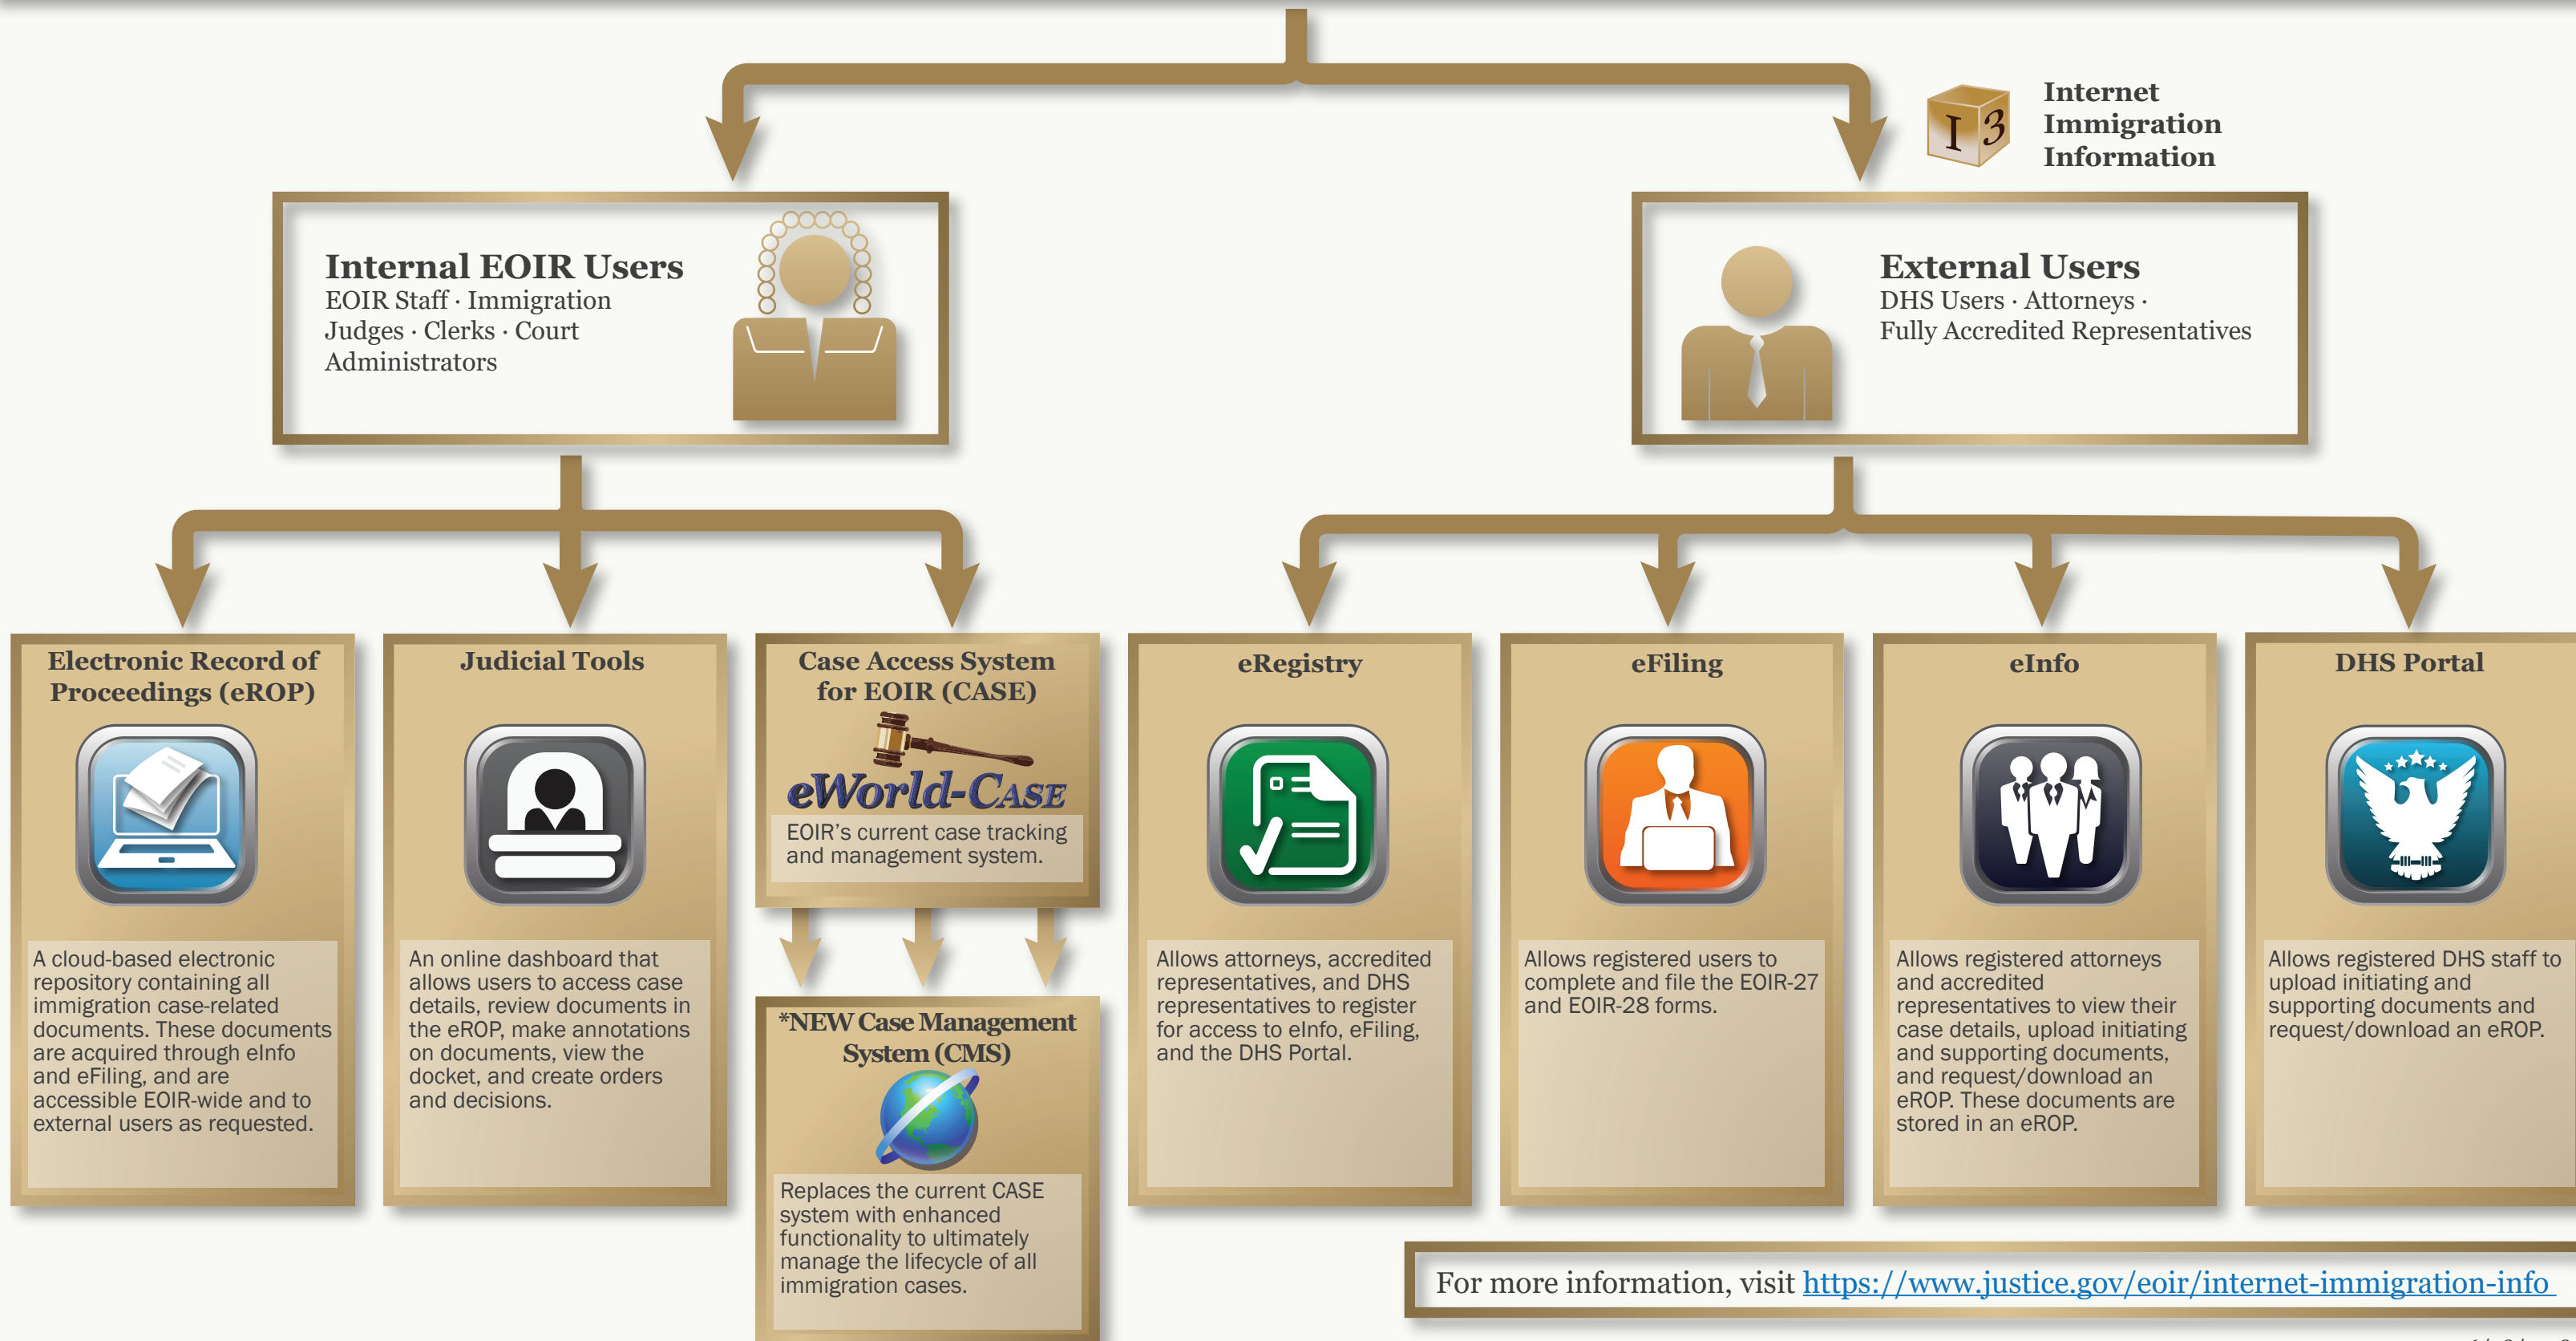 I 3
Internet
Immigration
Information
Internal EOIR Users
EOIR Staff · Immigration
Judges · Clerks · Court
Administrators
External Users
DHS Users · Attorneys ·
Fully Accredited Representatives
Electronic Record of
Proceedings (eROP)
A cloud-based electronic
repository containing all
immigration case-related
documents. These documents
are acquired through eInfo
and eFiling, and are
accessible EOIR-wide and to
external users as requested.
Judicial Tools
An online dashboard that
allows users to access case
details, review documents in
the eROP, make annotations
on documents, view the
docket, and create orders
and decisions.
Case Access System
for EOIR (CASE)
eWorld-CASE
EOIR's current case tracking
and management system.
*NEW Case Management
System (CMS)
Replaces the current CASE
system with enhanced
functionality to ultimately
manage the lifecycle of all
immigration cases.
eRegistry
Allows attorneys, accredited
representatives, and DHS
representatives to register
for access to eInfo, eFiling,
and the DHS Portal.
eFiling
Allows registered users to
complete and file the EOIR-27
and EOIR-28 forms.
eInfo
Allows registered attorneys
and accredited
representatives to view their
case details, upload initiating
and supporting documents,
and request/download an
eROP. These documents are
stored in an eROP.
DHS Portal
Allows registered DHS staff to
upload initiating and
supporting documents and
request/download an eROP.
For more information, visit https://www.justice.gov/eoir/internet-immigration-info